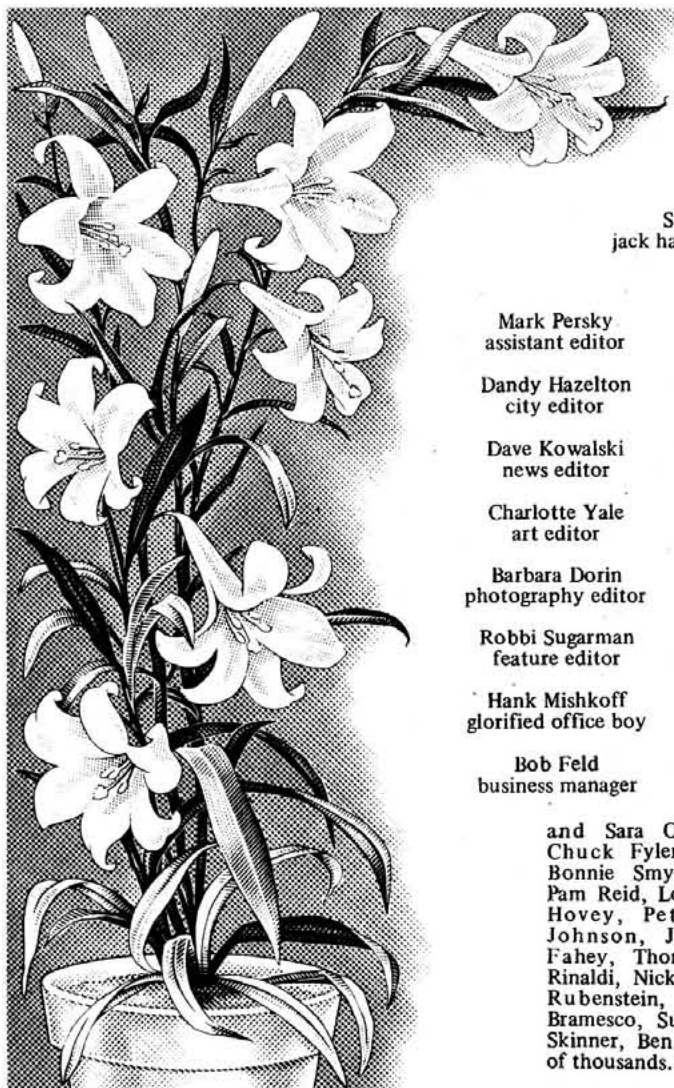 S
jack ha
Mark Persky
assistant editor
Dandy Hazelton
city editor
Dave Kowalski
news editor
Charlotte Yale
art editor
Barbara Dorin
photography editor
Robbi Sugarman
feature editor
Hank Mishkoff
glorified office boy
Bob Feld
business manager
and Sara C
Chuck Fyler
Bonnie Smy
Pam Reid, Lo
Hovey, Pet
Johnson, J
Fahey, Thor
Rinaldi, Nick
Rubenstein,
Bramesco, Su
Skinner, Ben
of thousands.